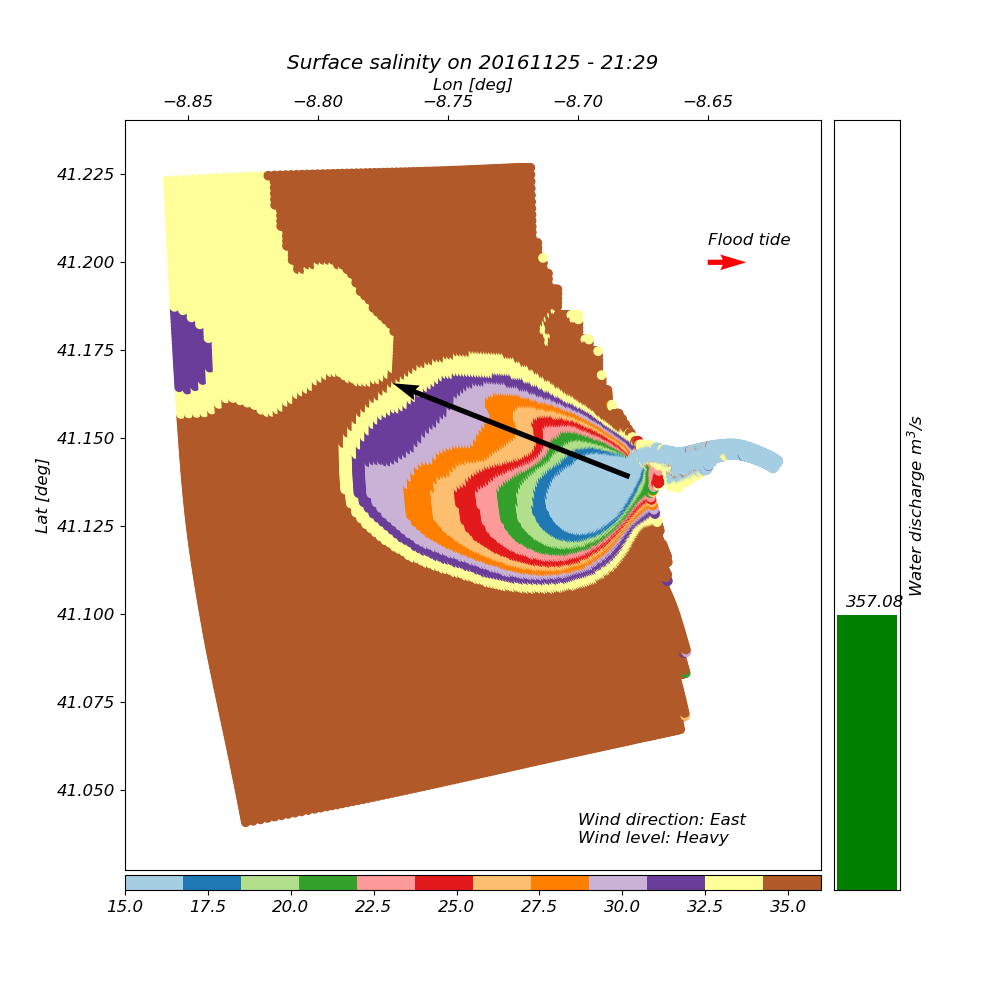 Surface salinity on 20161125 - 21:29
Lon [deg]
−8.85 −8.80 −8.75 −8.70 −8.65
41.225
41.200
41.175
41.150
41.125
41.100
41.075
41.050
Lat [deg]
Flood tide
Wind direction: East
Wind level: Heavy
357.08
Water discharge m³/s
15.0 17.5 20.0 22.5 25.0 27.5 30.0 32.5 35.0